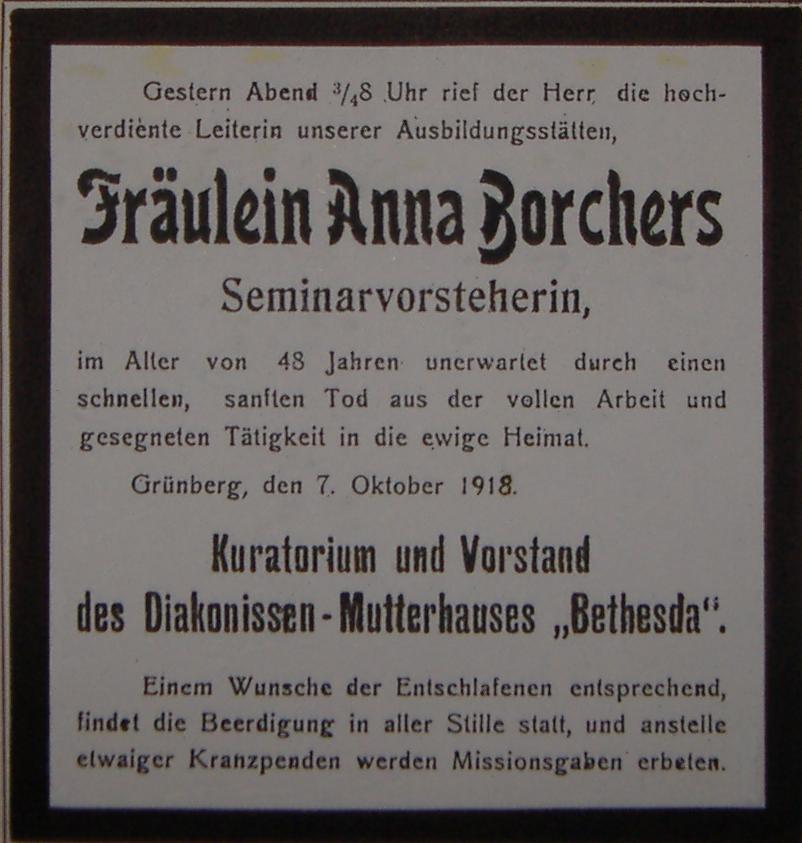 Gestern Abend ³/₄8 Uhr rief der Herr die hoch-
verdiente Leiterin unserer Ausbildungsstätten,
Fräulein Anna Borchers
Seminarvorsteherin,
im Alter von 48 Jahren unerwartet durch einen
schnellen, sanften Tod aus der vollen Arbeit und
gesegneten Tätigkeit in die ewige Heimat.
Grünberg, den 7. Oktober 1918.
Kuratorium und Vorstand
des Diakonissen-Mutterhauses „Bethesda“.
Einem Wunsche der Entschlafenen entsprechend,
findet die Beerdigung in aller Stille statt, und anstelle
etwaiger Kranzpenden werden Missionsgaben erbeten.